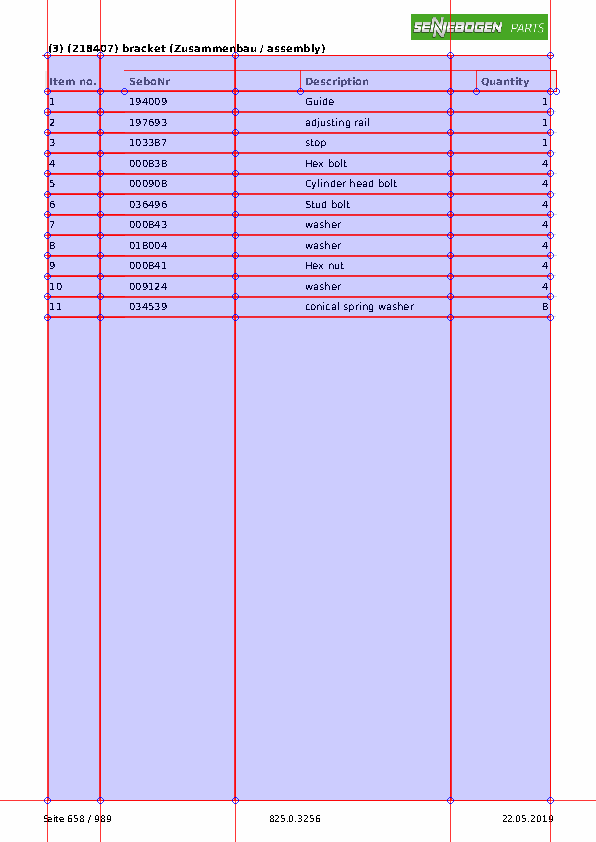 SENNEBOGEN PARTS
(3) (218407) bracket (Zusammenbau / assembly)
Item no. SeboNr Description Quantity
1 194009 Guide 1
2 197693 adjusting rail 1
3 103387 stop 1
4 000838 Hex bolt 4
5 000908 Cylinder head bolt 4
6 036496 Stud bolt 4
7 000843 washer 4
8 018004 washer 4
9 000841 Hex nut 4
10 009124 washer 4
11 034539 conical spring washer 8
Seite 658 / 989 825.0.3256 22.05.2019